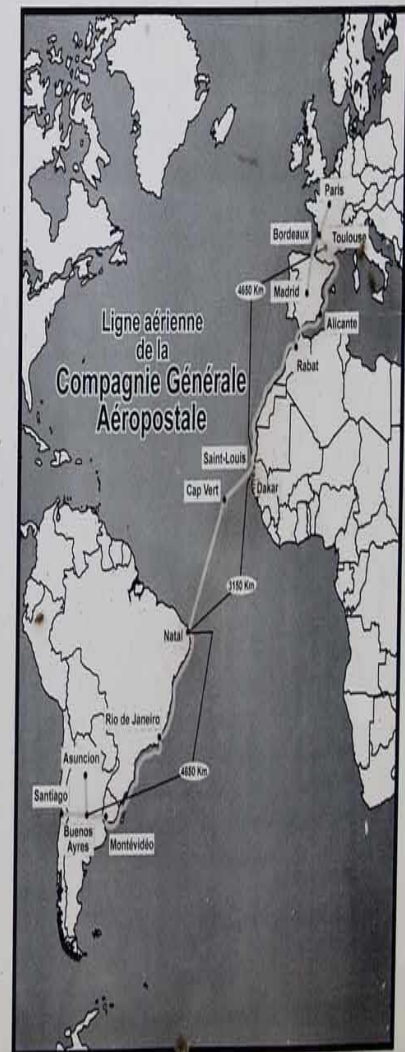 Paris
Bordeaux
Toulouse
4650 Km
Madrid
Alicante
Ligne aérienne
de la
Compagnie Générale
Aéropostale
Rabat
Saint-Louis
Cap Vert
Dakar
3150 Km
Natal
Rio de Janeiro
Asuncion
4650 Km
Santiago
Buenos
Ayres
Montévidéo